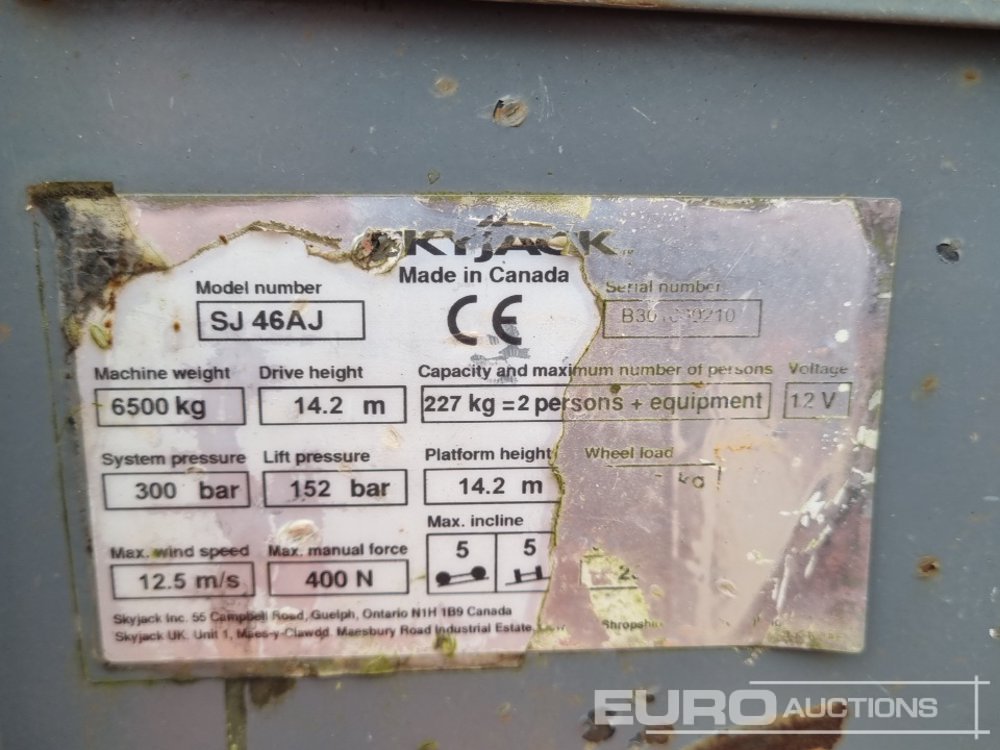 SKYJACK
Made in Canada
Model number
SJ 46AJ
CE
Serial number
Machine weight
6500 kg
Drive height
14.2 m
Capacity and maximum number of persons
227 kg = 2 persons + equipment
Voltage
12 V
System pressure
300 bar
Lift pressure
152 bar
Platform height
14.2 m
Wheel load
kg
Max. wind speed
12.5 m/s
Max. manual force
400 N
Max. incline
5 5
Skyjack Inc. 55 Campbell Road, Guelph, Ontario N1H 1B9 Canada
Skyjack UK. Unit 1, Maes-y-Clawdd, Maesbury Road Industrial Estate,
EURO AUCTIONS